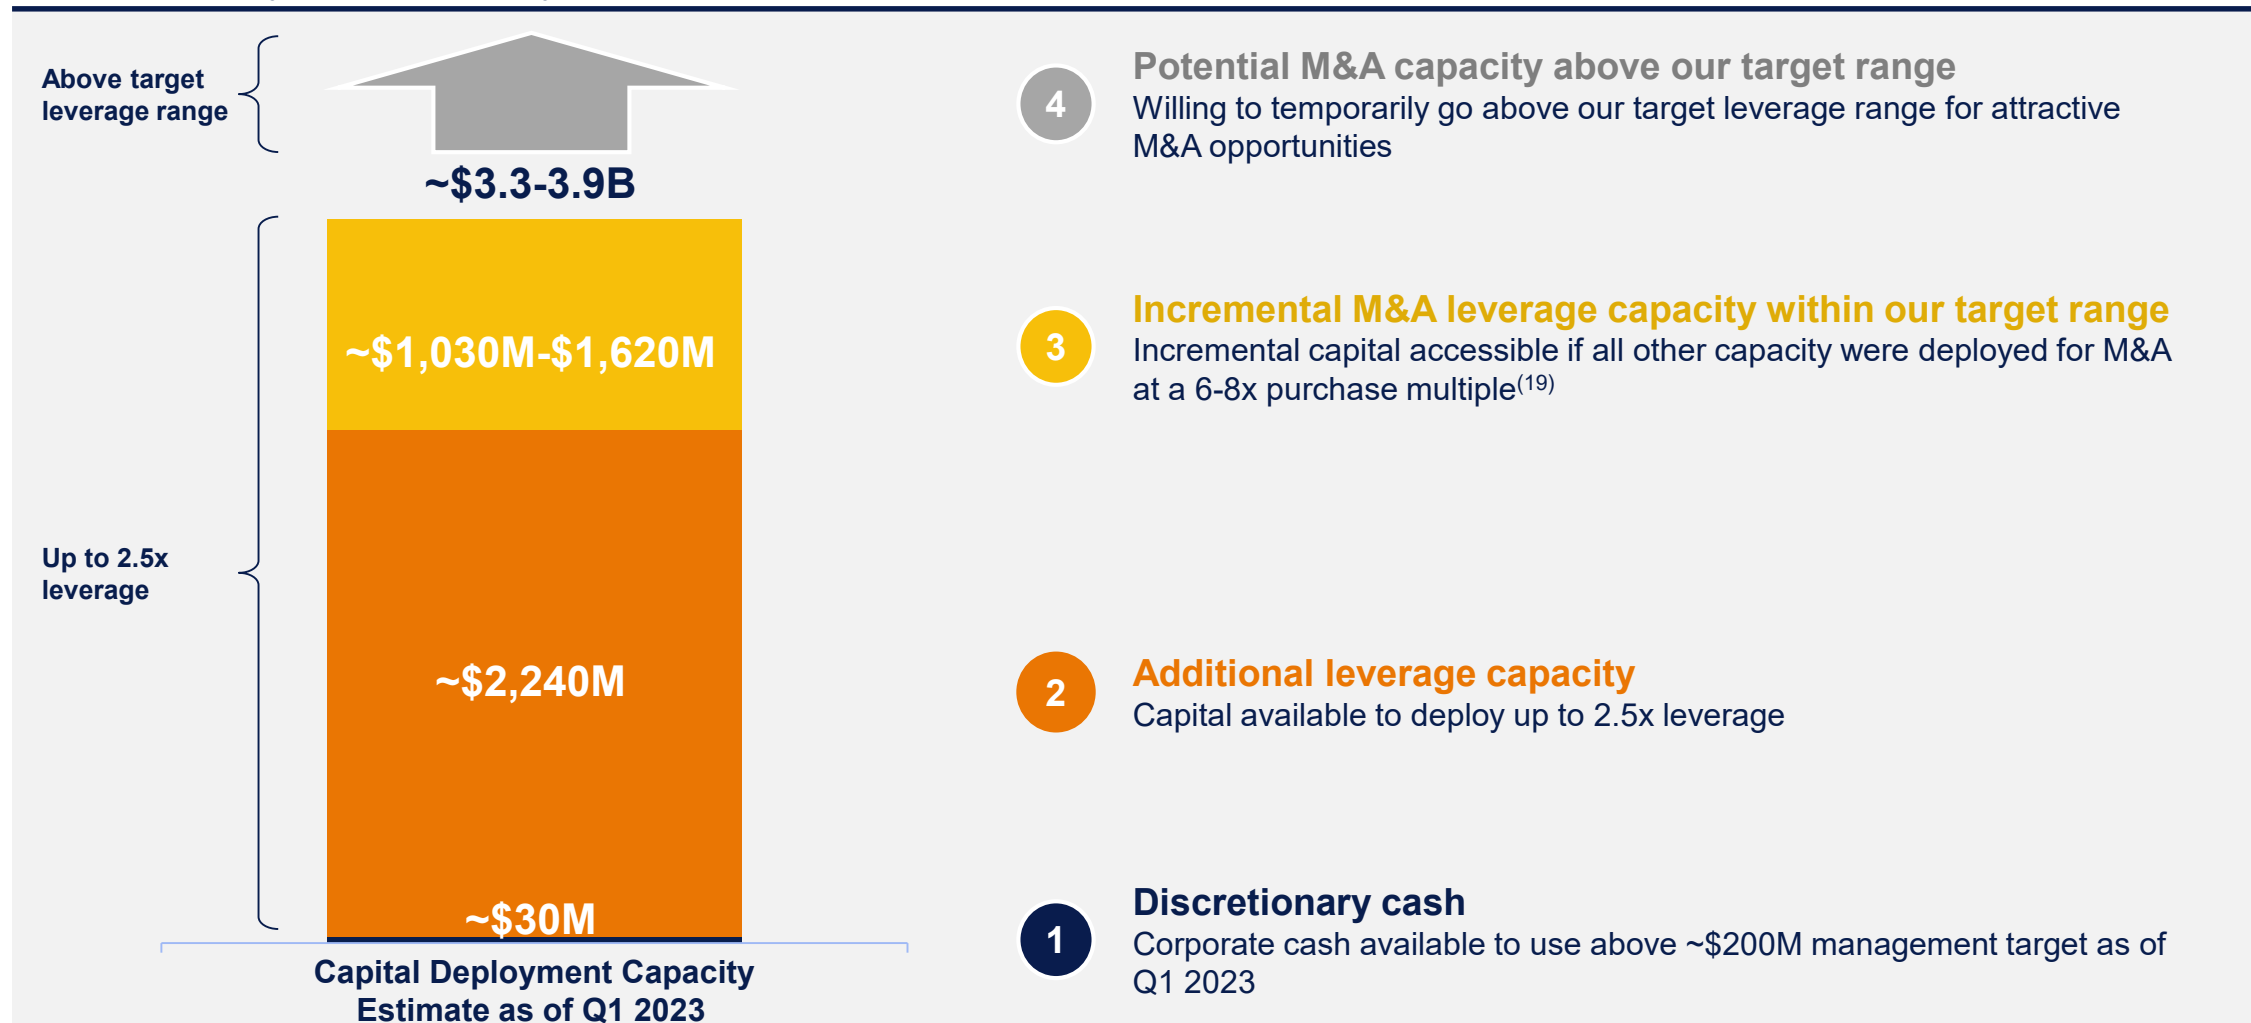 Above target
leverage range
~$3.3-3.9B
~$1,030M-$1,620M
Up to 2.5x
leverage
~$2,240M
~$30M
Capital Deployment Capacity
Estimate as of Q1 2023
4
Potential M&A capacity above our target range
Willing to temporarily go above our target leverage range for attractive
M&A opportunities
3
Incremental M&A leverage capacity within our target range
Incremental capital accessible if all other capacity were deployed for M&A
at a 6-8x purchase multiple(19)
2
Additional leverage capacity
Capital available to deploy up to 2.5x leverage
1
Discretionary cash
Corporate cash available to use above ~$200M management target as of
Q1 2023